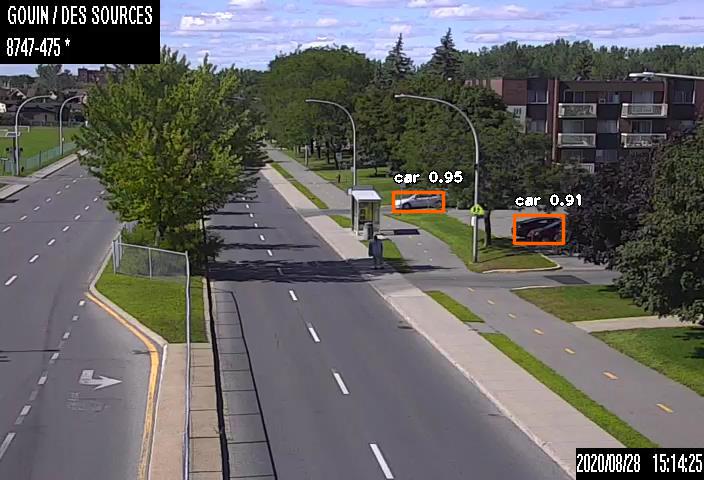 GOUIN / DES SOURCES
8747-475 *
car 0.95
car 0.91
2020/08/28 15:14:25